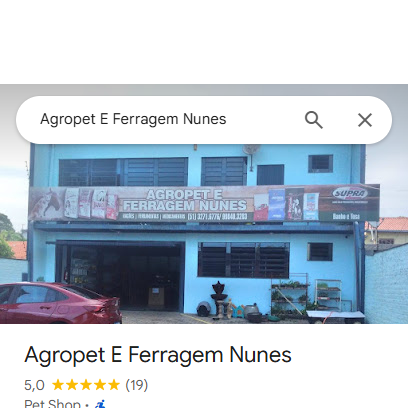 Agropet E Ferragem Nunes
AGROPET E
FERRAGEM NUNES
SUPRA
Banho e Tosa
Agropet E Ferragem Nunes
5,0 (19)
Pet Shop